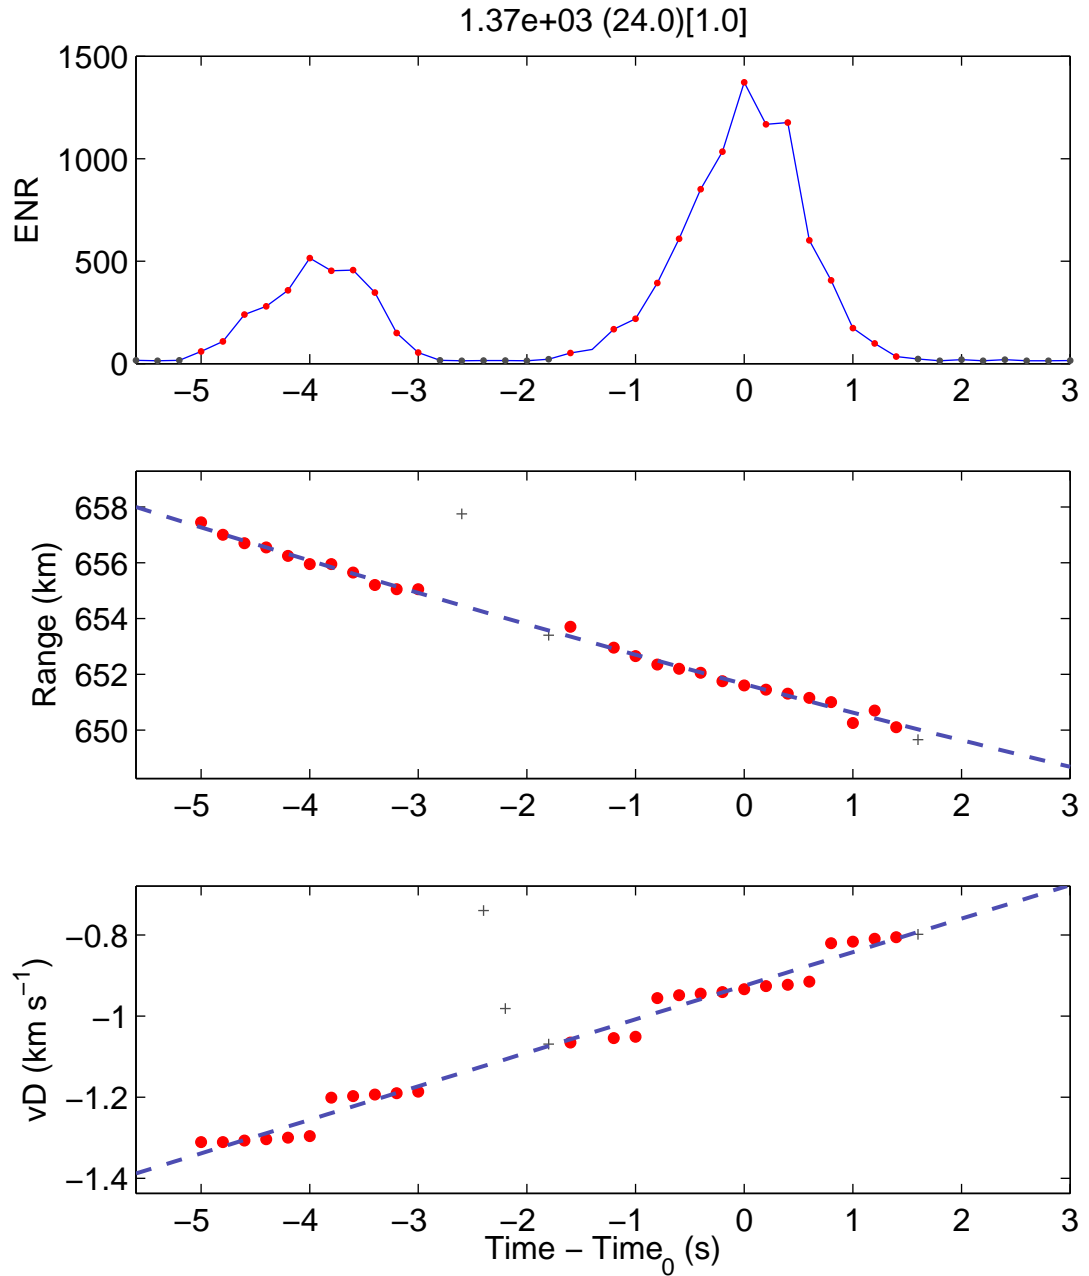 1.37e+03 (24.0)[1.0]
1500
1000
500
0
ENR
−5 −4 −3 −2 −1 0 1 2 3
658
656
654
652
650
Range (km)
−5 −4 −3 −2 −1 0 1 2 3
−0.8
−1
−1.2
−1.4
vD (km s⁻¹)
−5 −4 −3 −2 −1 0 1 2 3
Time − Time₀ (s)